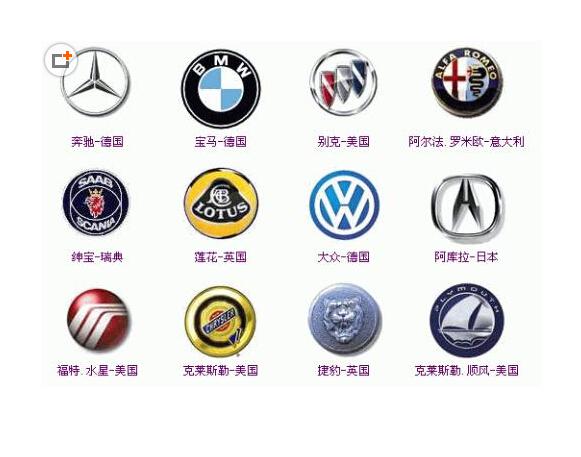 BMW
ALFA ROMEO
奔驰-德国
宝马-德国
别克-美国
阿尔法.罗米欧-意大利
SAAB
SCANIA
LOTUS
绅宝-瑞典
莲花-英国
大众-德国
阿库拉-日本
CHRYSLER
PLYMOUTH
福特.水星-美国
克莱斯勒-美国
捷豹-英国
克莱斯勒.顺风-美国